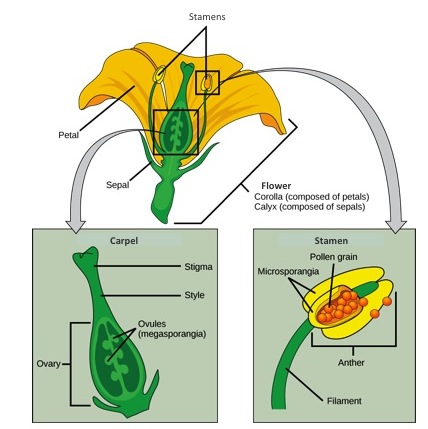 Stamens
Petal
Sepal
Flower
Corolla (composed of petals)
Calyx (composed of sepals)
Carpel
Stigma
Style
Ovules
(megasporangia)
Ovary
Stamen
Pollen grain
Microsporangia
Anther
Filament